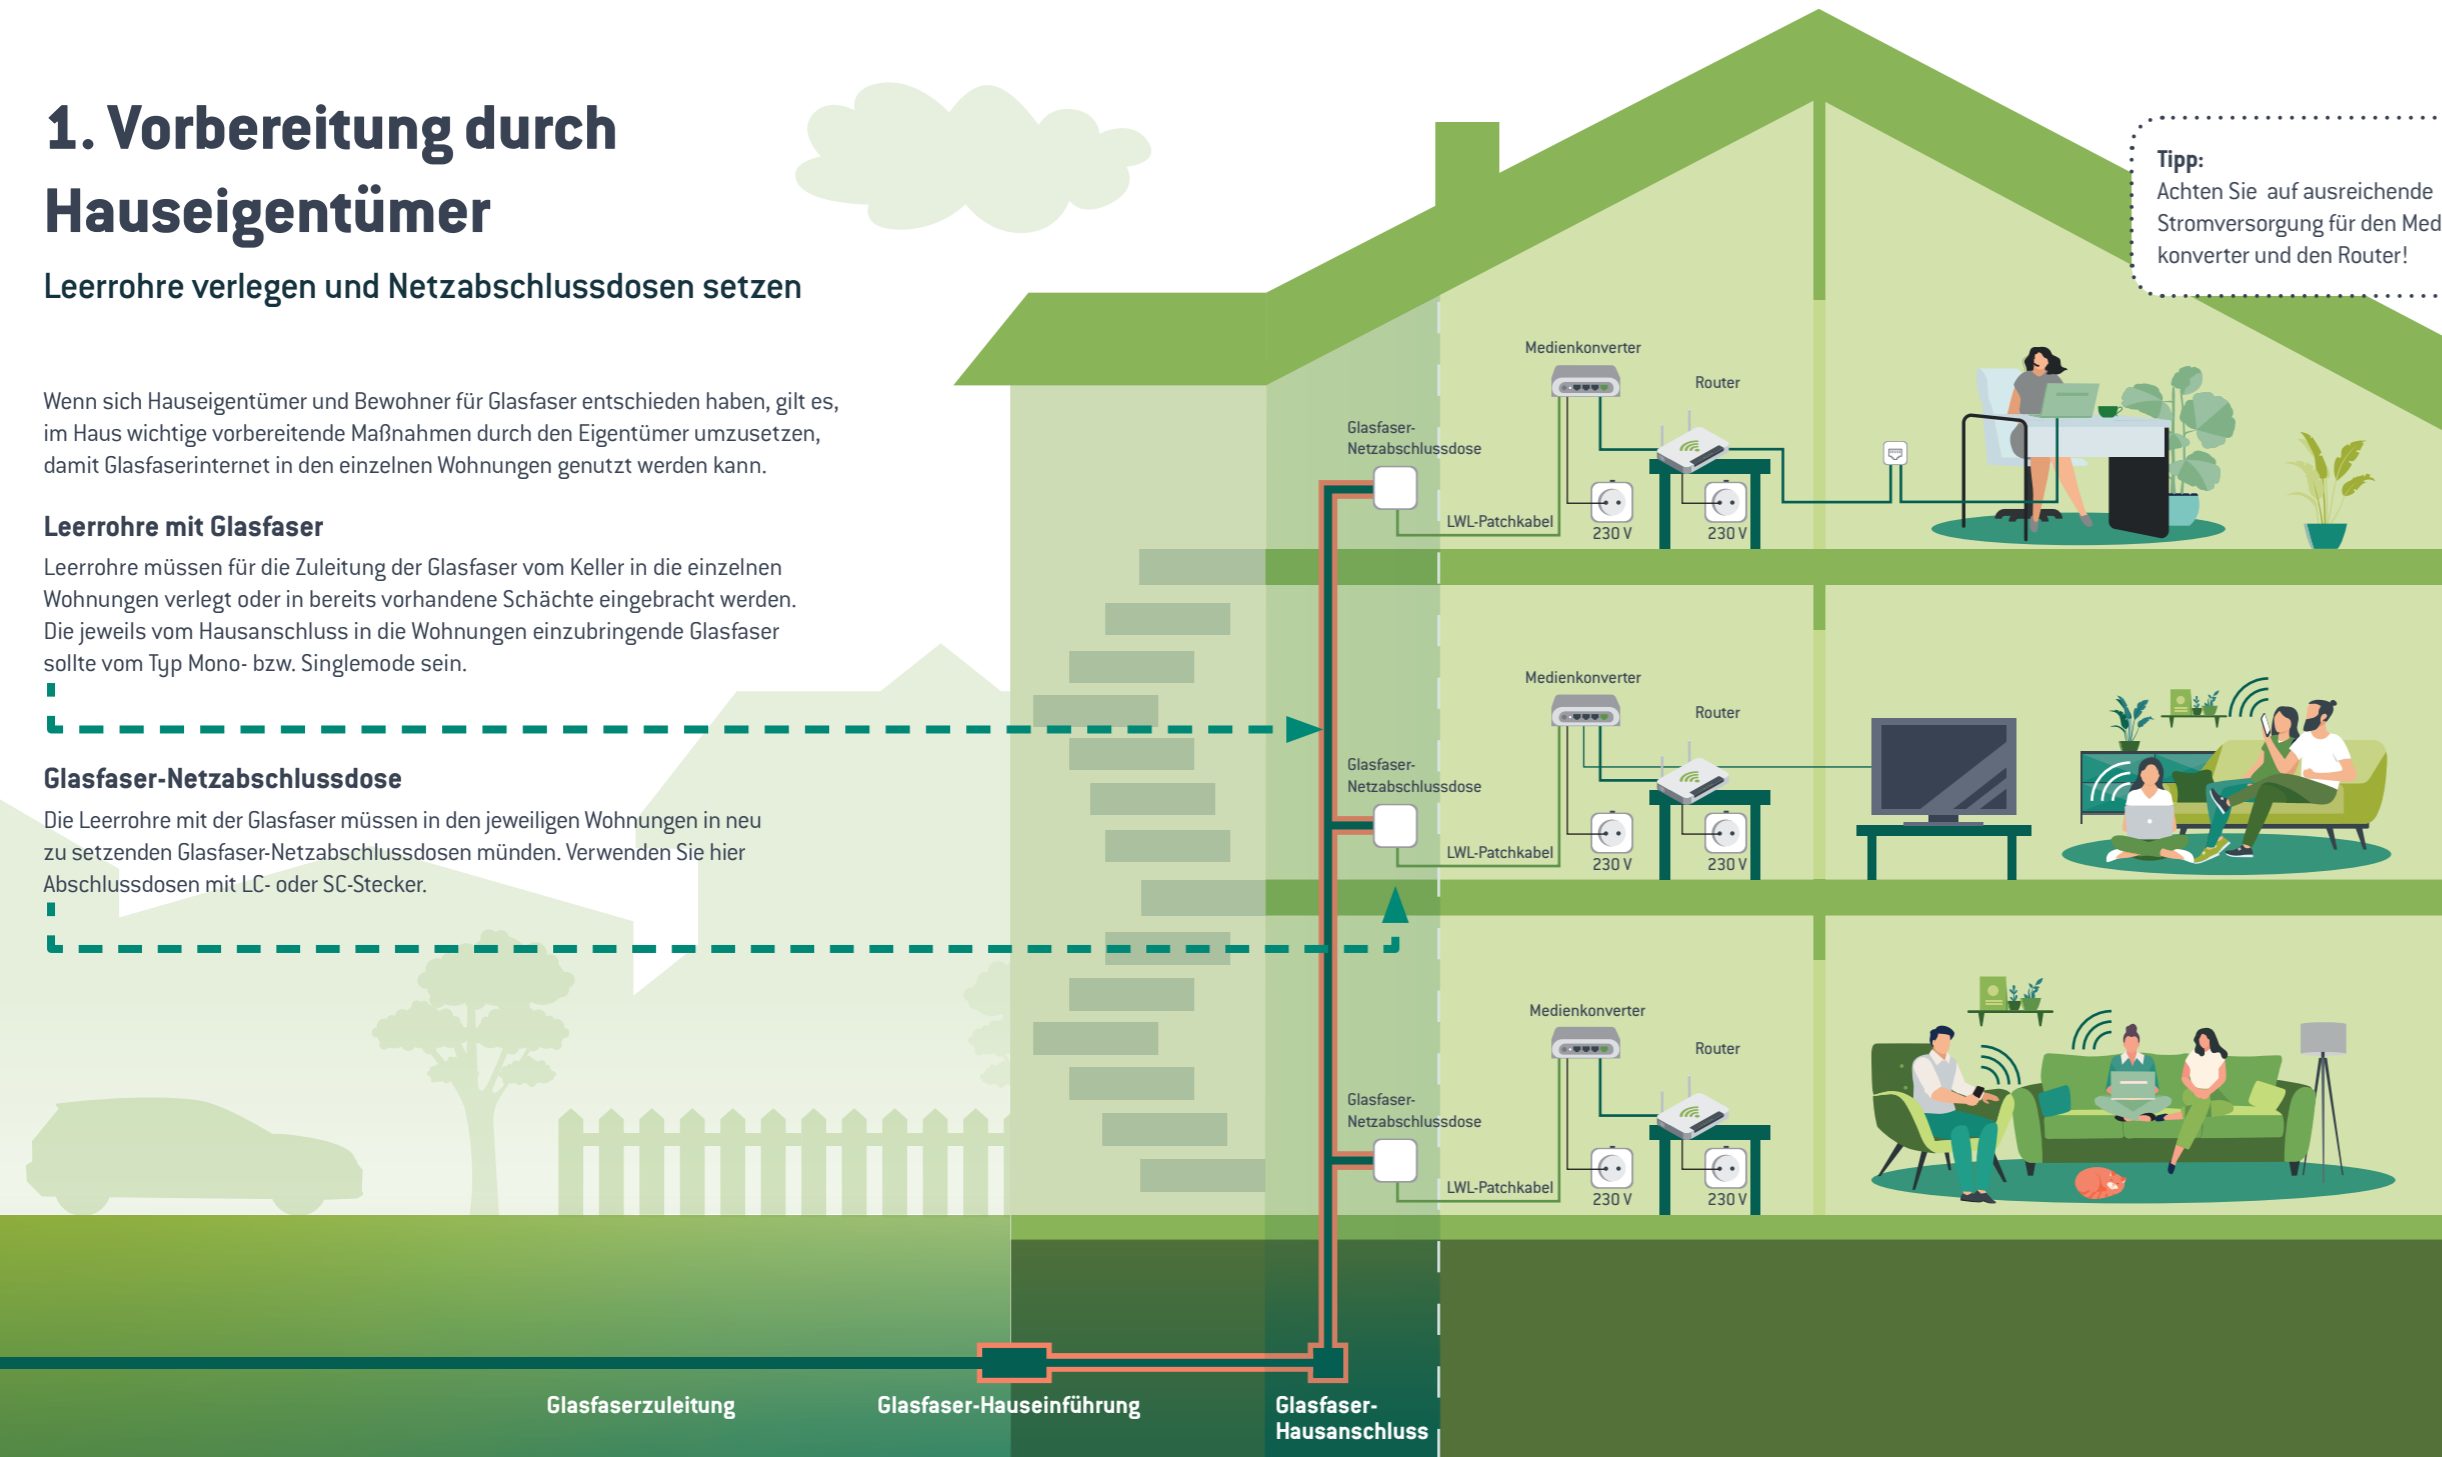 1. Vorbereitung durch
Hauseigentümer
Leerrohre verlegen und Netzabschlussdosen setzen
Wenn sich Hauseigentümer und Bewohner für Glasfaser entschieden haben, gilt es,
im Haus wichtige vorbereitende Maßnahmen durch den Eigentümer umzusetzen,
damit Glasfaserinternet in den einzelnen Wohnungen genutzt werden kann.
Leerrohre mit Glasfaser
Leerrohre müssen für die Zuleitung der Glasfaser vom Keller in die einzelnen
Wohnungen verlegt oder in bereits vorhandene Schächte eingebracht werden.
Die jeweils vom Hausanschluss in die Wohnungen einzubringende Glasfaser
sollte vom Typ Mono- bzw. Singlemode sein.
Glasfaser-Netzabschlussdose
Die Leerrohre mit der Glasfaser müssen in den jeweiligen Wohnungen in neu
zu setzenden Glasfaser-Netzabschlussdosen münden. Verwenden Sie hier
Abschlussdosen mit LC- oder SC-Stecker.
Tipp:
Achten Sie auf ausreichende
Stromversorgung für den Med
konverter und den Router!
Medienkonverter
Router
Glasfaser-
Netzabschlussdose
LWL-Patchkabel
230 V
230 V
Medienkonverter
Router
Glasfaser-
Netzabschlussdose
LWL-Patchkabel
230 V
230 V
Medienkonverter
Router
Glasfaser-
Netzabschlussdose
LWL-Patchkabel
230 V
230 V
Glasfaserzuleitung
Glasfaser-Hauseinführung
Glasfaser-
Hausanschluss